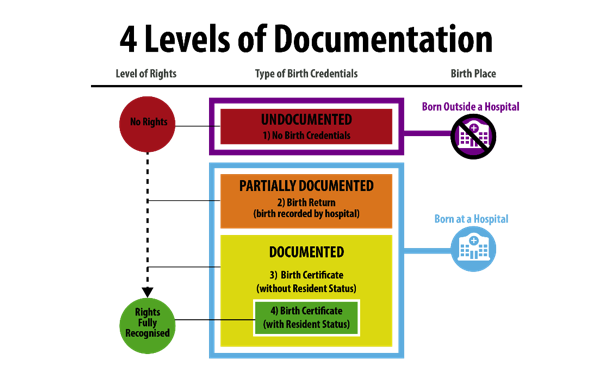 4 Levels of Documentation
Level of Rights
Type of Birth Credentials
Birth Place
No Rights
UNDOCUMENTED
1) No Birth Credentials
Born Outside a Hospital
PARTIALLY DOCUMENTED
2) Birth Return
(birth recorded by hospital)
Born at a Hospital
DOCUMENTED
3) Birth Certificate
(without Resident Status)
4) Birth Certificate
(with Resident Status)
Rights
Fully
Recognised